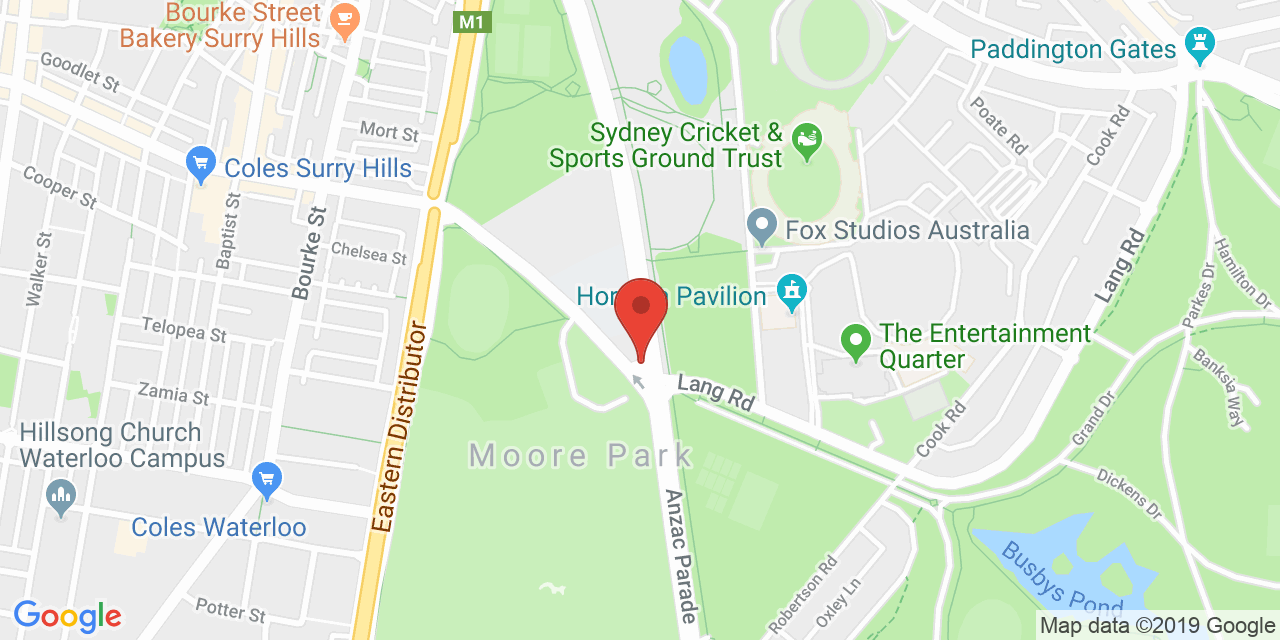 Bourke Street
Bakery Surry Hills
M1
Paddington Gates
Goodlet St
Mort St
Sydney Cricket &
Sports Ground Trust
Poate Rd
Cook Rd
Coles Surry Hills
Cooper St
Baptist St
Bourke St
Walker St
Chelsea St
Fox Studios Australia
Lang Rd
Hamilton Dr
Parkes Dr
Pavilion
Telopea St
The Entertainment
Quarter
Eastern Distributor
Banksia Way
Zamia St
Lang Rd
Grand Dr
Cook Rd
Hillsong Church
Waterloo Campus
Moore Park
Dickens Dr
Coles Waterloo
Anzac Parade
Busbys Pond
Robertson Rd
Oxley Ln
Potter St
Google
Map data ©2019 Google